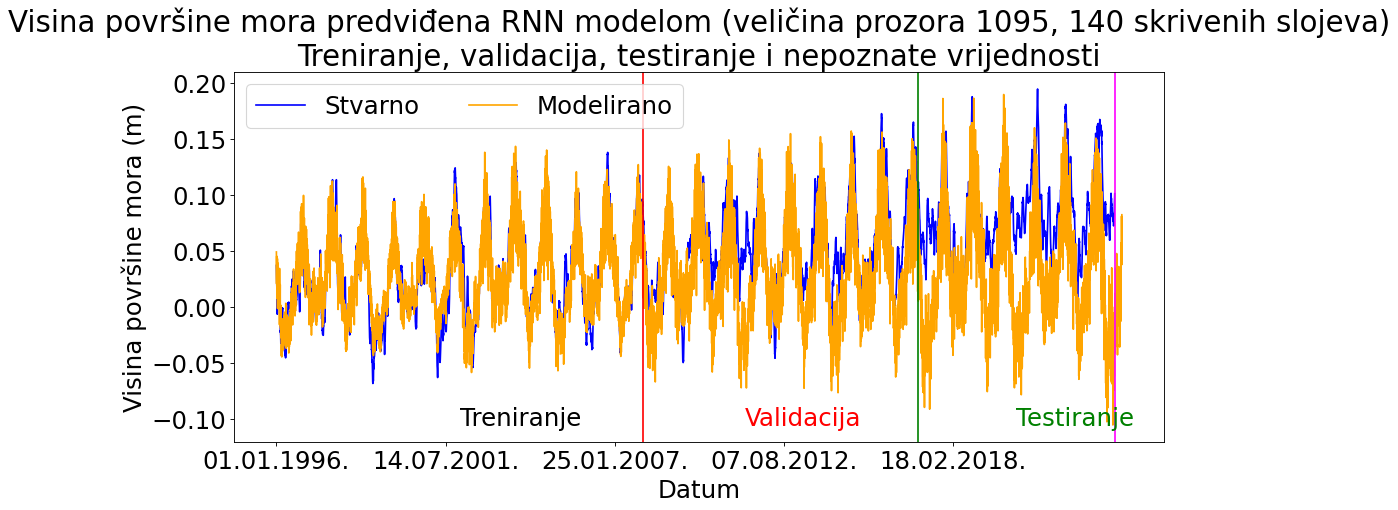 Visina površine mora predviđena RNN modelom (veličina prozora 1095, 140 skrivenih slojeva)
Treniranje, validacija, testiranje i nepoznate vrijednosti
Stvarno
Modelirano
Visina površine mora (m)
0.20
0.15
0.10
0.05
0.00
−0.05
−0.10
Treniranje
Validacija
Testiranje
01.01.1996.
14.07.2001.
25.01.2007.
07.08.2012.
18.02.2018.
Datum